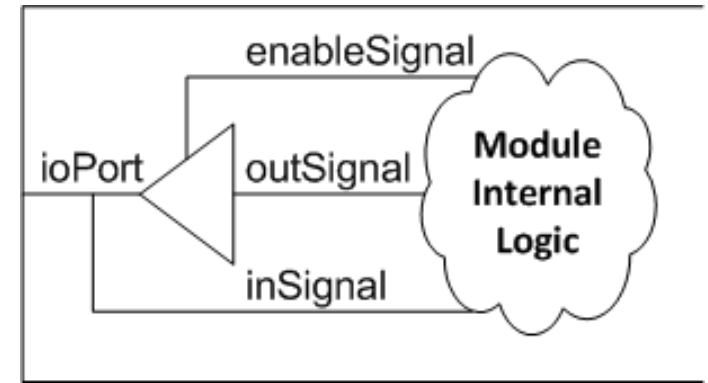 enableSignal
ioPort
outSignal
Module
Internal
Logic
inSignal